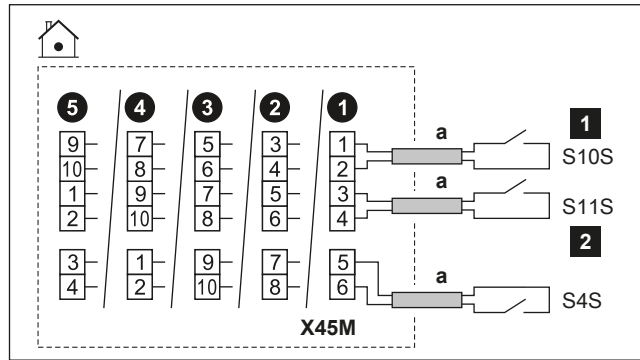 5 4 3 2 1
a 1
9 7 5 3 1
10 8 6 4 2 S10S
a
1 9 7 5 3
2 10 8 6 4 S11S
2
3 1 9 7 5 a
4 2 10 8 6 S4S
X45M